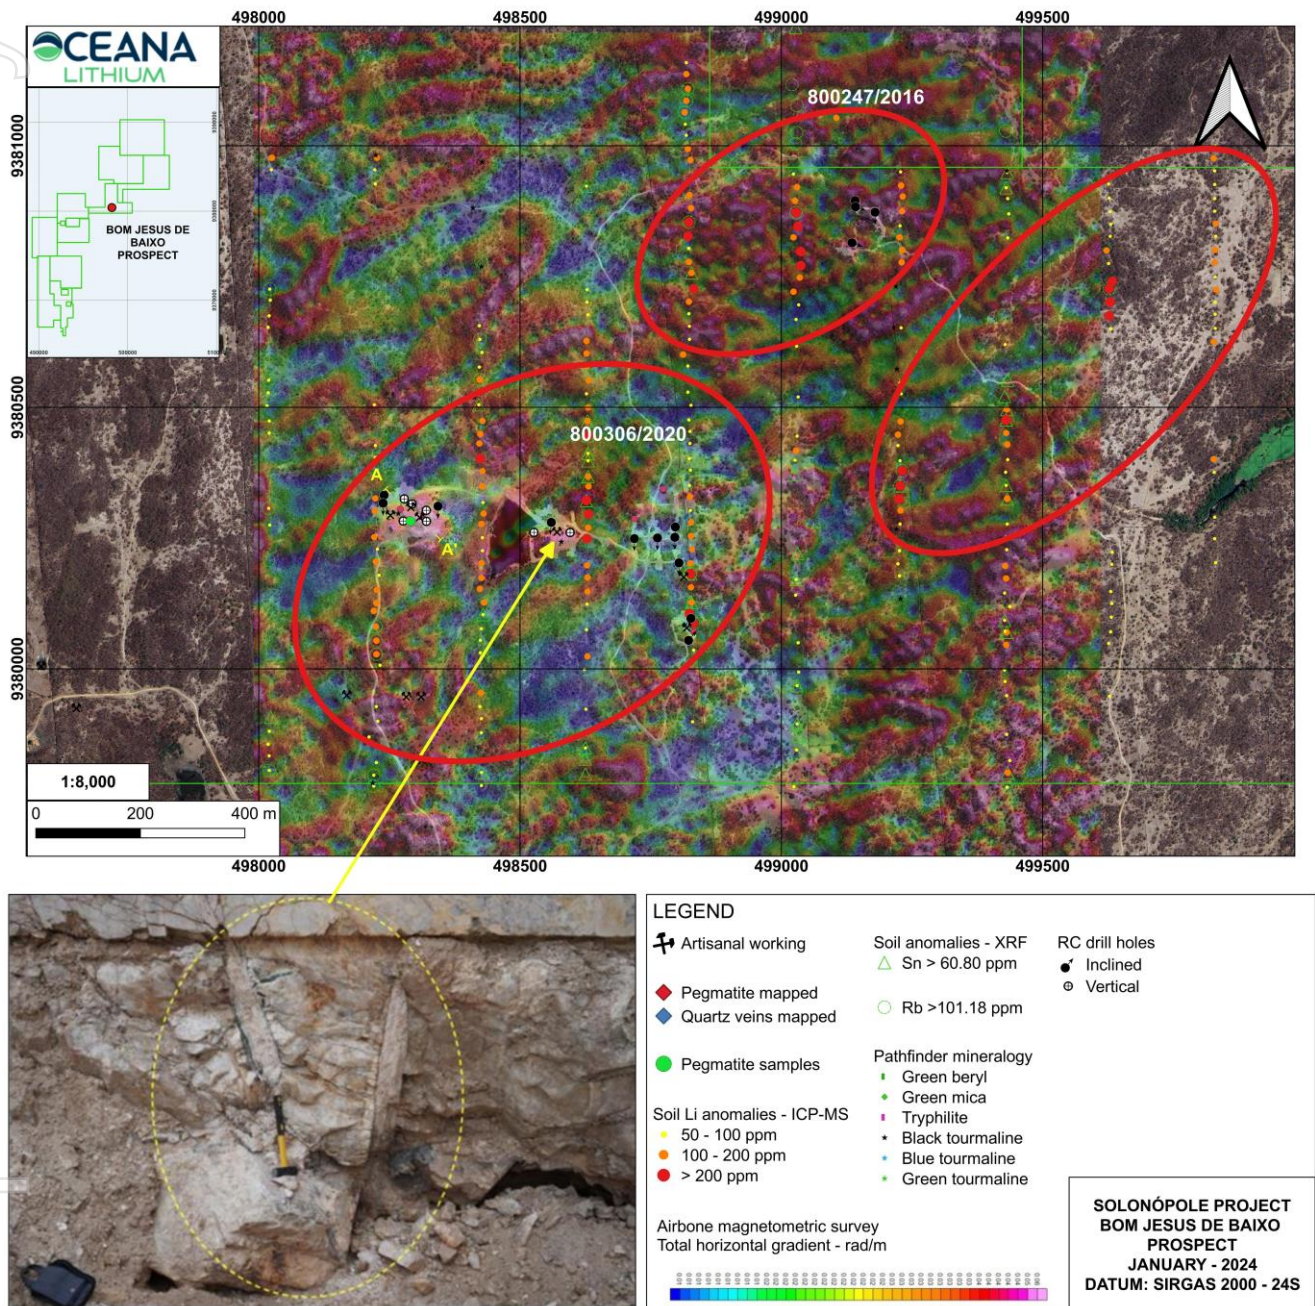 498000
498500
499000
499500
OCEANA
LITHIUM
BOM JESUS DE
BAIXO
PROSPECT
490000
500000
9381000
9380500
9380000
800247/2016
800306/2020
A
A'
1:8,000
0
200
400 m
498000
498500
499000
499500
LEGEND
Artisanal working
Pegmatite mapped
Quartz veins mapped
Pegmatite samples
Soil Li anomalies - ICP-MS
50 - 100 ppm
100 - 200 ppm
> 200 ppm
Soil anomalies - XRF
Sn > 60.80 ppm
Rb >101.18 ppm
Pathfinder mineralogy
Green beryl
Green mica
Tryphilite
Black tourmaline
Blue tourmaline
Green tourmaline
RC drill holes
Inclined
Vertical
Airbone magnetometric survey
Total horizontal gradient - rad/m
SOLONÓPOLE PROJECT
BOM JESUS DE BAIXO
PROSPECT
JANUARY - 2024
DATUM: SIRGAS 2000 - 24S